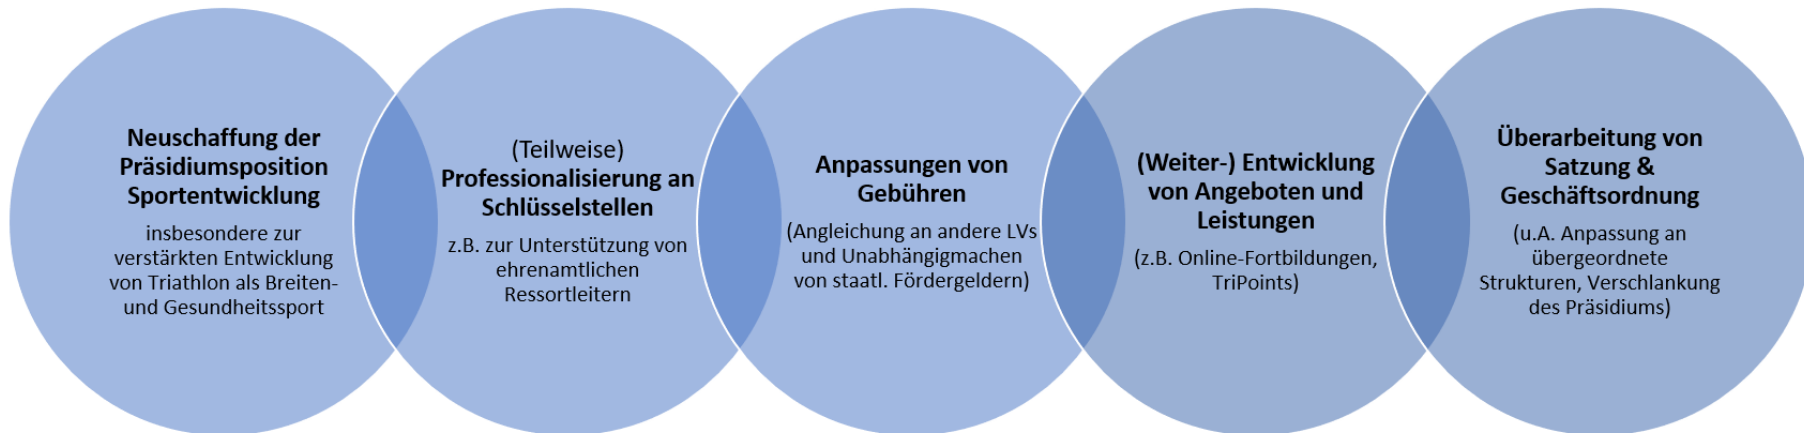 Neuschaffung der
Präsidiumsposition
Sportentwicklung
insbesondere zur
verstärkten Entwicklung
von Triathlon als Breiten-
und Gesundheitssport
(Teilweise)
Professionalisierung an
Schlüsselstellen
z.B. zur Unterstützung von
ehrenamtlichen
Ressortleitern
Anpassungen von
Gebühren
(Angleichung an andere LVs
und Unabhängigmachen
von staatl. Fördergeldern)
(Weiter-) Entwicklung
von Angeboten und
Leistungen
(z.B. Online-Fortbildungen,
TriPoints)
Überarbeitung von
Satzung &
Geschäftsordnung
(u.A. Anpassung an
übergeordnete
Strukturen, Verschlankung
des Präsidiums)